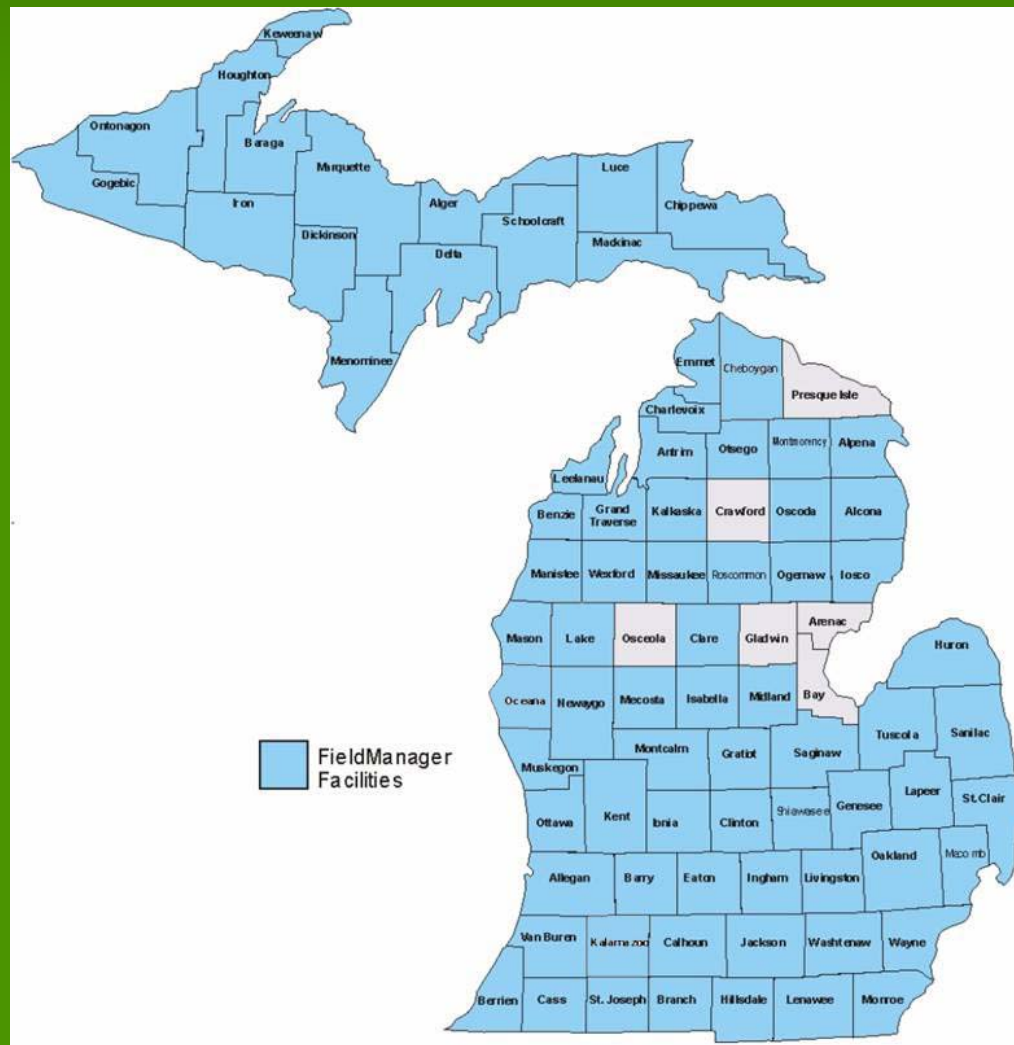 Keweenaw
Houghton
Ontonagon
Baraga
Marquette
Luce
Gogebic
Iron
Alger
Chippewa
Schoolcraft
Dickinson
Mackinac
Delta
Menominee
Emmet
Cheboygan
Presque Isle
Charlevoix
Antrim
Otsego
Montmorency
Alpena
Leelanau
Benzie
Grand
Traverse
Kalkaska
Crawford
Oscoda
Alcona
Manistee
Wexford
Missaukee
Roscommon
Ogemaw
Iosco
Mason
Lake
Osceola
Clare
Gladwin
Arenac
Huron
Oceana
Newaygo
Mecosta
Isabella
Midland
Bay
Tuscola
Sanilac
Montcalm
Gratiot
Saginaw
FieldManager
Facilities
Muskegon
Ottawa
Kent
Ionia
Clinton
Shiawassee
Genesee
Lapeer
St.Clair
Oakland
Macomb
Allegan
Barry
Eaton
Ingham
Livingston
Van Buren
Kalamazoo
Calhoun
Jackson
Washtenaw
Wayne
Berrien
Cass
St. Joseph
Branch
Hillsdale
Lenawee
Monroe